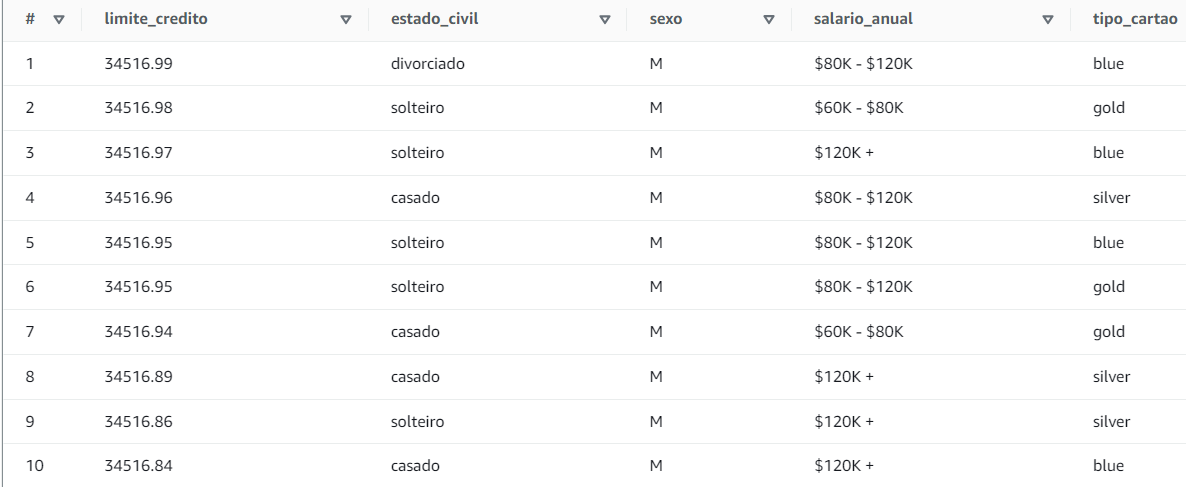 # limite_credito estado_civil sexo salario_anual tipo_cartao
1 34516.99 divorciado M $80K - $120K blue
2 34516.98 solteiro M $60K - $80K gold
3 34516.97 solteiro M $120K + blue
4 34516.96 casado M $80K - $120K silver
5 34516.95 solteiro M $80K - $120K blue
6 34516.95 solteiro M $80K - $120K gold
7 34516.94 casado M $60K - $80K gold
8 34516.89 casado M $120K + silver
9 34516.86 solteiro M $120K + silver
10 34516.84 casado M $120K + blue